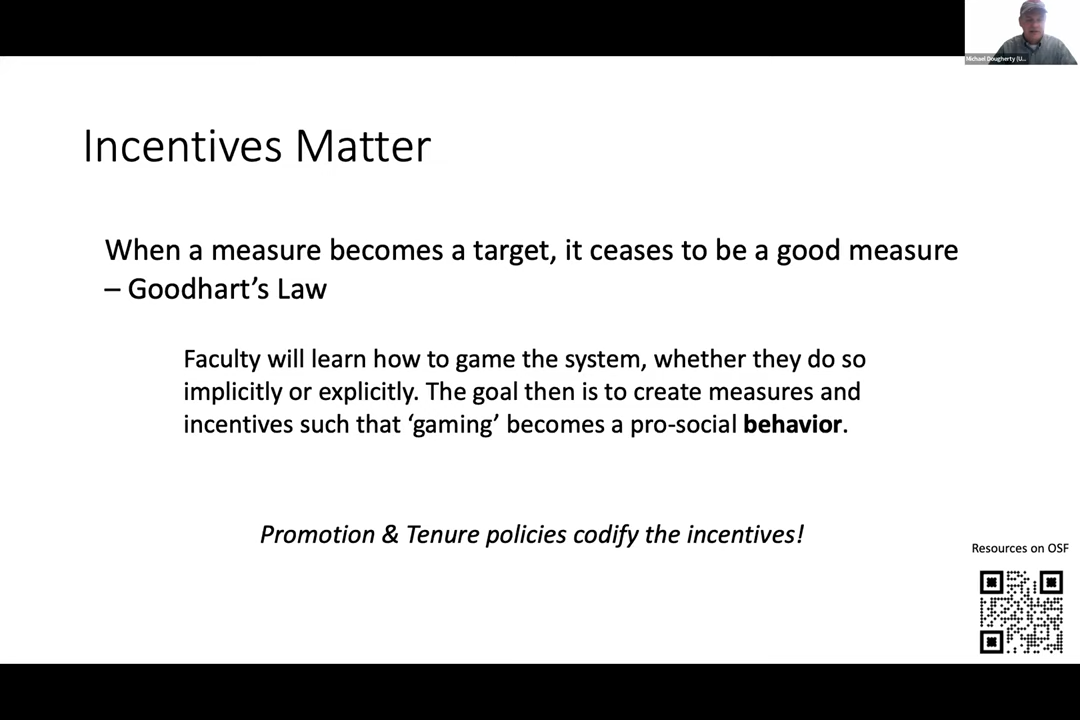 Michael Dougherty (U...
Incentives Matter
When a measure becomes a target, it ceases to be a good measure
– Goodhart’s Law
Faculty will learn how to game the system, whether they do so
implicitly or explicitly. The goal then is to create measures and
incentives such that ‘gaming’ becomes a pro-social behavior.
Promotion & Tenure policies codify the incentives!
Resources on OSF